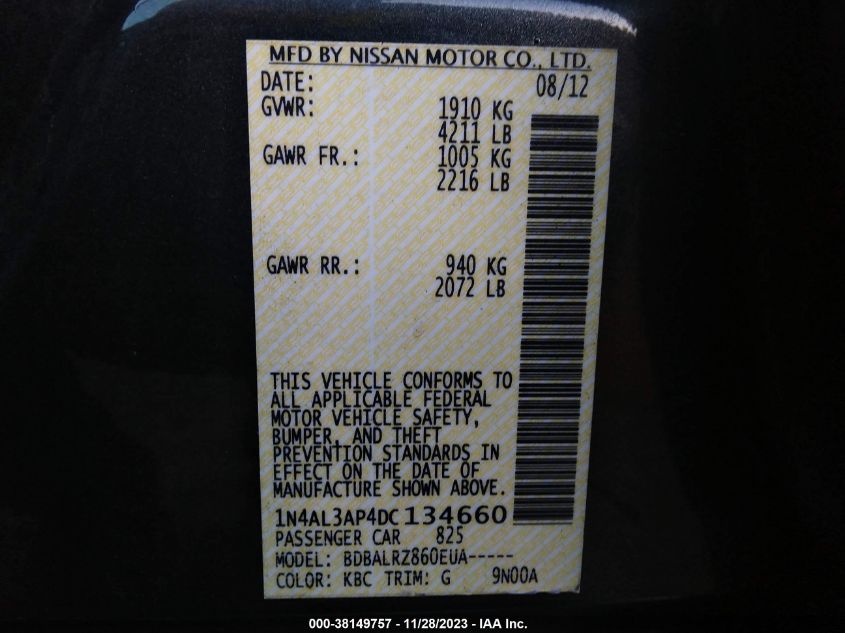 MFD BY NISSAN MOTOR CO., LTD.
DATE: 08/12
GVWR: 1910 KG
4211 LB
GAWR FR.: 1005 KG
2216 LB
GAWR RR.: 940 KG
2072 LB
THIS VEHICLE CONFORMS TO
ALL APPLICABLE FEDERAL
MOTOR VEHICLE SAFETY,
BUMPER, AND THEFT
PREVENTION STANDARDS IN
EFFECT ON THE DATE OF
MANUFACTURE SHOWN ABOVE.
1N4AL3AP4DC134660
PASSENGER CAR 825
MODEL: BDBALRZ860EUA-----
COLOR: KBC TRIM: G 9N00A
000-38149757 - 11/28/2023 - IAA Inc.